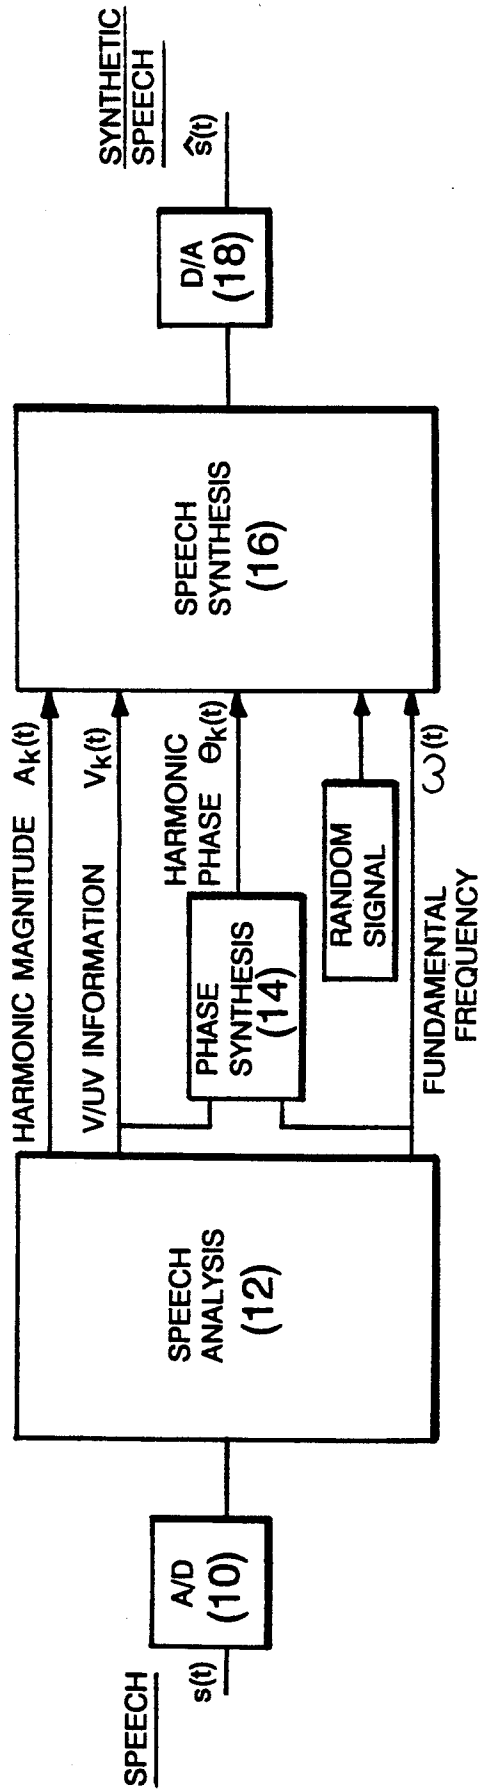 SPEECH
s(t)
A/D
(10)
SPEECH
ANALYSIS
(12)
HARMONIC MAGNITUDE Ak(t)
V/UV INFORMATION Vk(t)
PHASE
SYNTHESIS
(14)
HARMONIC
PHASE Θk(t)
RANDOM
SIGNAL
FUNDAMENTAL
FREQUENCY
ω(t)
SPEECH
SYNTHESIS
(16)
D/A
(18)
SYNTHETIC
SPEECH
ŝ(t)